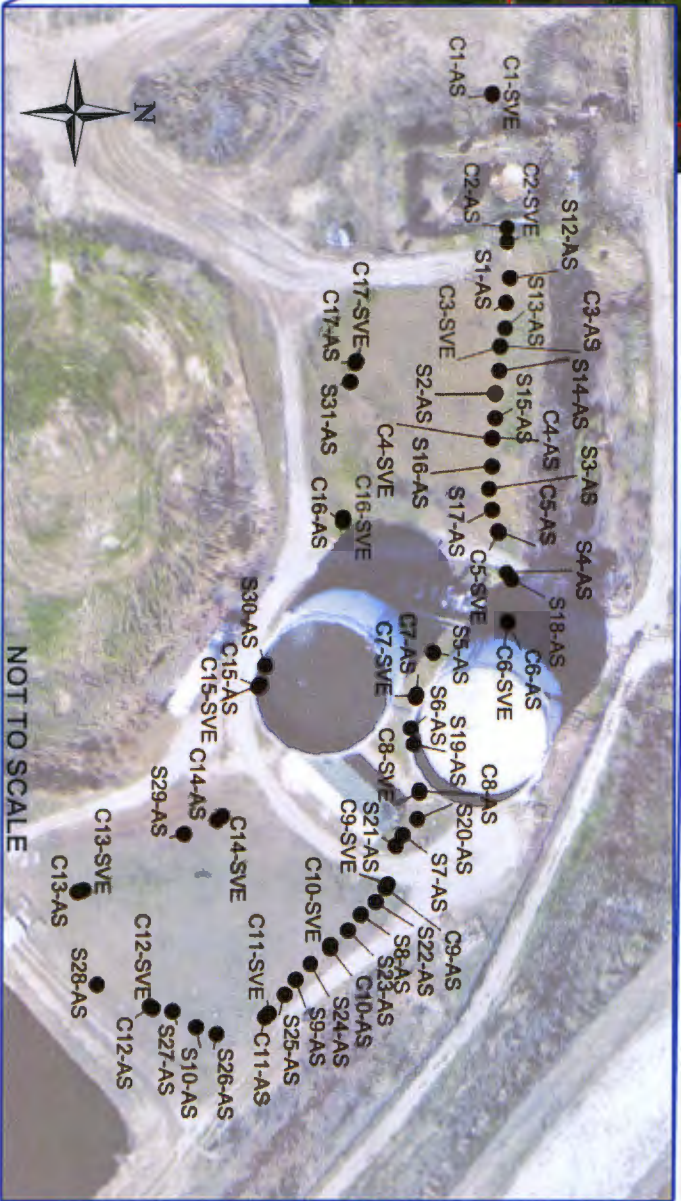 N
C1-SVE
C1-AS
C2-SVE
C2-AS
S12-AS
S1-AS
S13-AS
C3-AS
C3-SVE
S14-AS
S2-AS
S15-AS
C4-AS
C4-SVE
S16-AS
S3-AS
S17-AS
C5-AS
C5-SVE
S4-AS
S18-AS
C6-AS
C6-SVE
C17-SVE
C17-AS
S31-AS
C16-SVE
C16-AS
S5-AS
C7-AS
C7-SVE
S6-AS
S19-AS
C8-AS
C8-SVE
S20-AS
S7-AS
S21-AS
C9-SVE
C9-AS
S22-AS
S8-AS
S23-AS
C10-AS
C10-SVE
S24-AS
S9-AS
S25-AS
C11-SVE
C11-AS
S30-AS
C15-AS
C15-SVE
C14-AS
C14-SVE
S29-AS
C13-SVE
C13-AS
S28-AS
C12-SVE
C12-AS
S27-AS
S10-AS
S26-AS
NOT TO SCALE